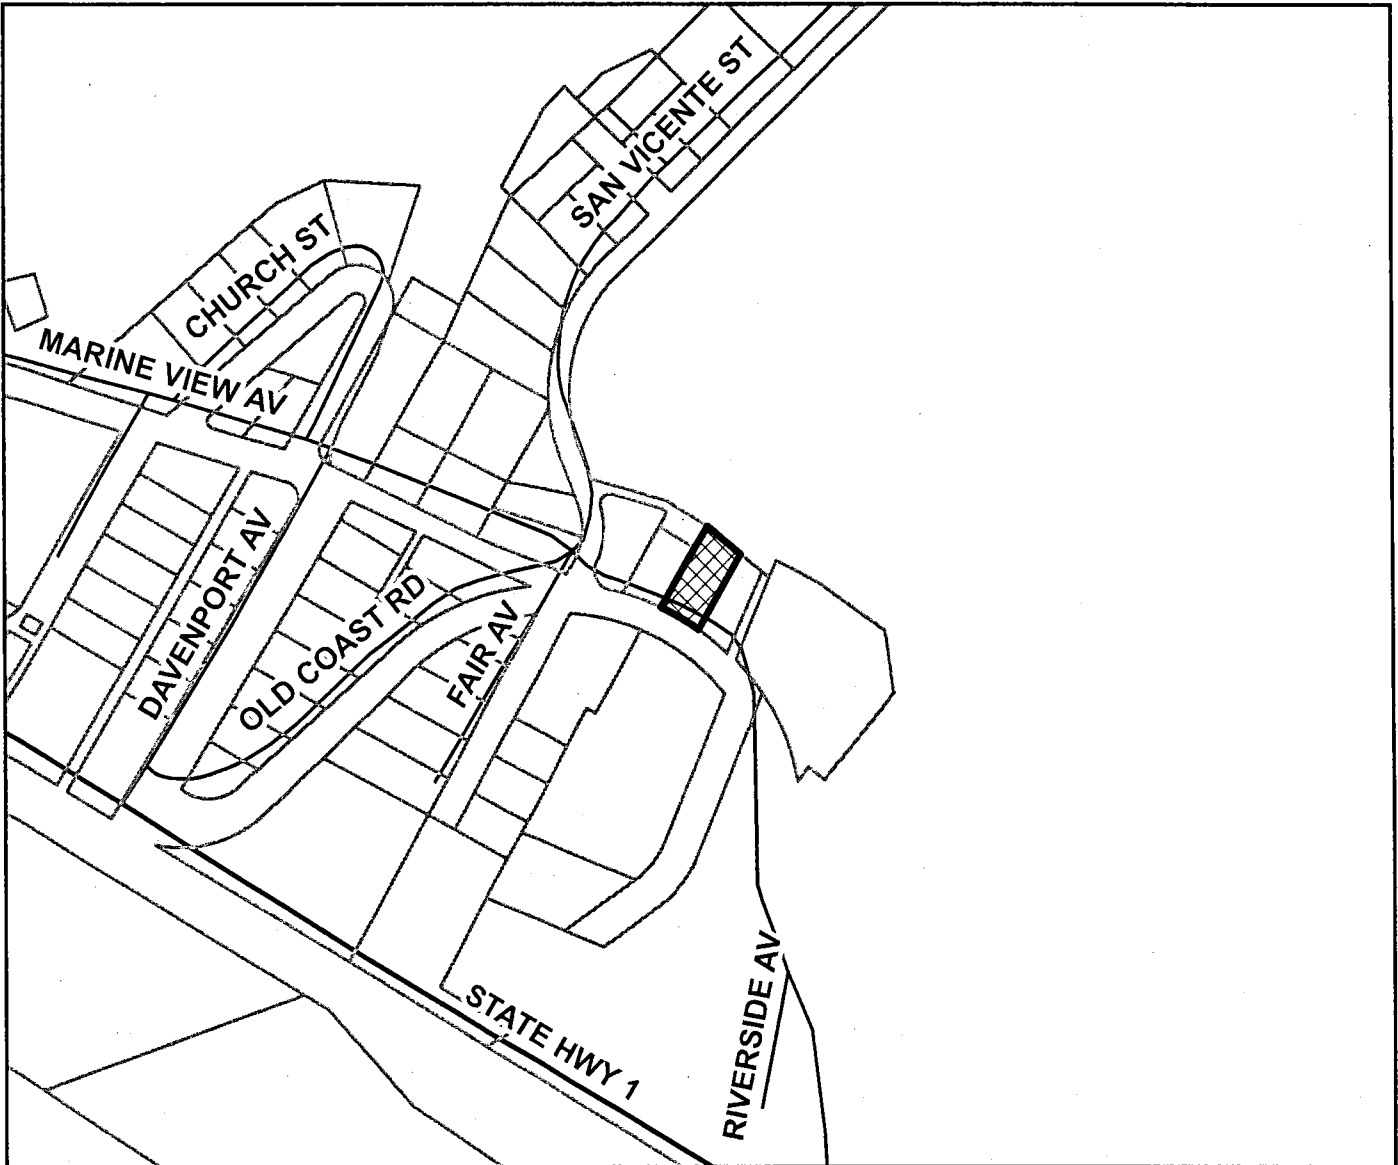 SAN VICENTE ST
CHURCH ST
MARINE VIEW AV
DAVENPORT AV
OLD COAST RD
FAIR AV
STATE HWY 1
RIVERSIDE AV